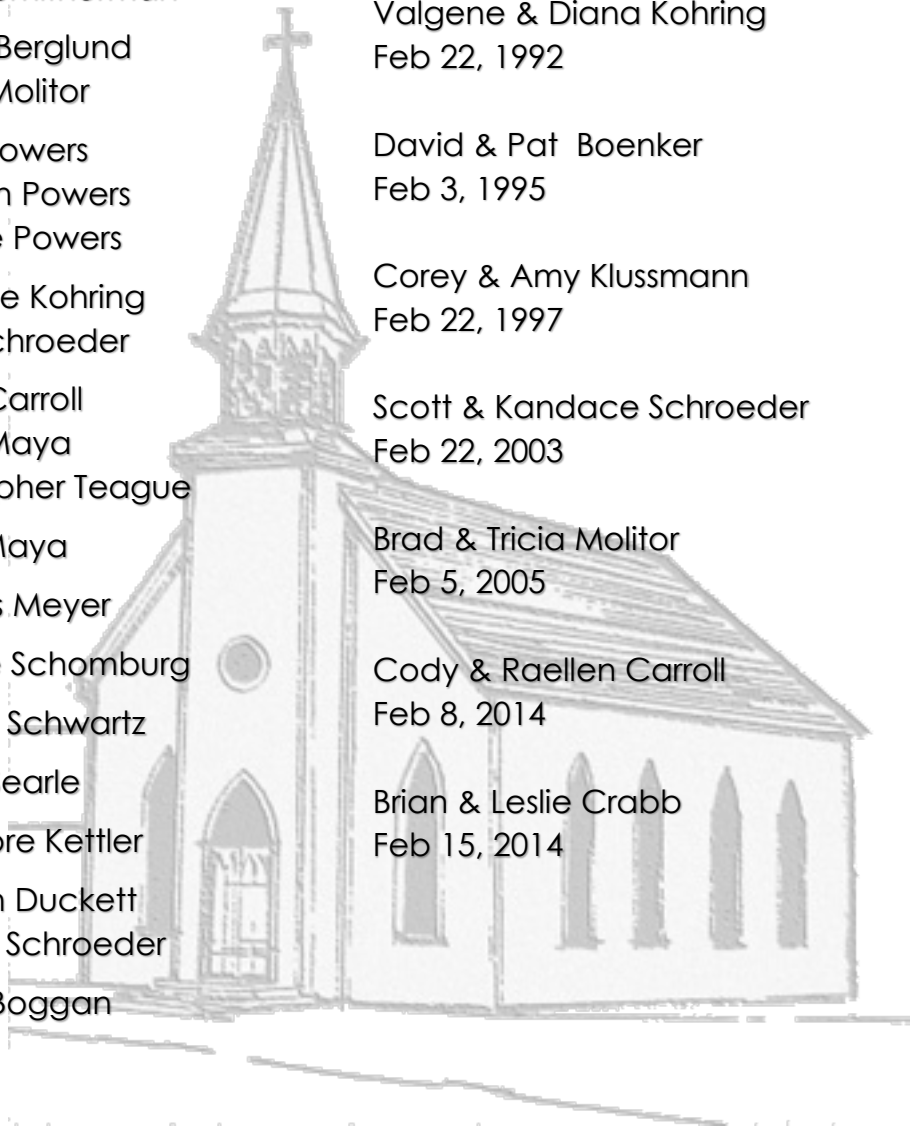 Berglund
Molitor
Powers
Kohring
Carroll
Maya
Teague
Maya
Meyer
Schomburg
Schwartz
Kettler
Duckett
Schroeder
Boggan
Valgene & Diana Kohring
Feb 22, 1992
David & Pat Boenker
Feb 3, 1995
Corey & Amy Klussmann
Feb 22, 1997
Scott & Kandace Schroeder
Feb 22, 2003
Brad & Tricia Molitor
Feb 5, 2005
Cody & Raellen Carroll
Feb 8, 2014
Brian & Leslie Crabb
Feb 15, 2014